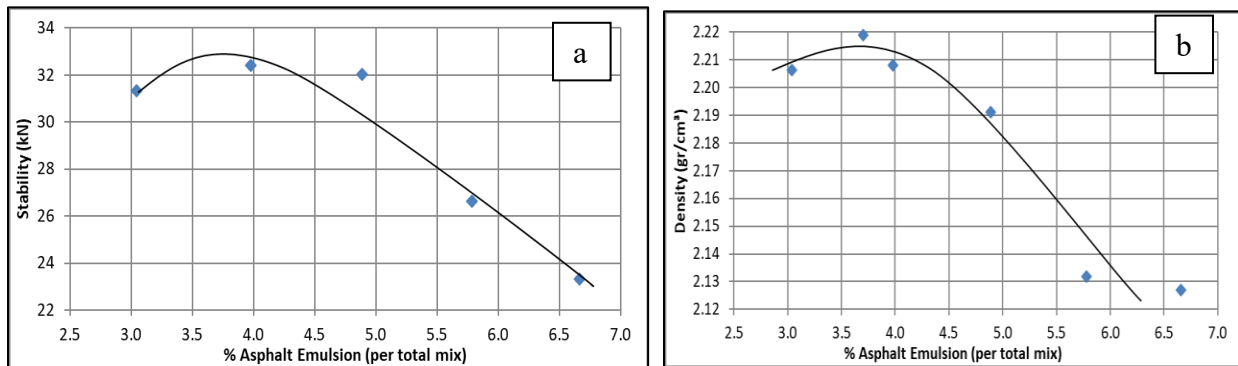 a
Stability (kN)
34
32
30
28
26
24
22
2.5 3.0 3.5 4.0 4.5 5.0 5.5 6.0 6.5 7.0
% Asphalt Emulsion (per total mix)
b
Density (gr/cm³)
2.22
2.21
2.20
2.19
2.18
2.17
2.16
2.15
2.14
2.13
2.12
2.5 3.0 3.5 4.0 4.5 5.0 5.5 6.0 6.5 7.0
% Asphalt Emulsion (per total mix)